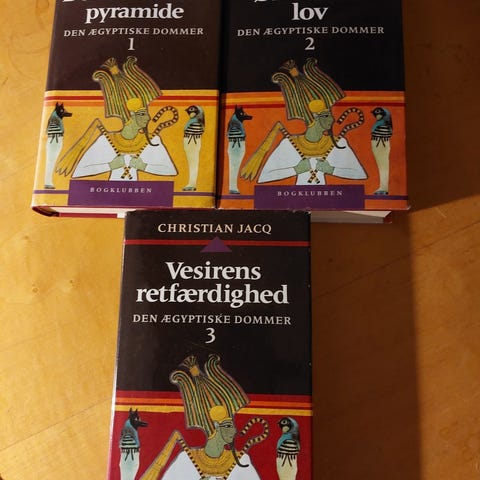 pyramide
DEN ÆGYPTISKE DOMMER
1
BOGKLUBBEN
lov
DEN ÆGYPTISKE DOMMER
2
BOGKLUBBEN
CHRISTIAN JACQ
Vesirens
retfærdighed
DEN ÆGYPTISKE DOMMER
3